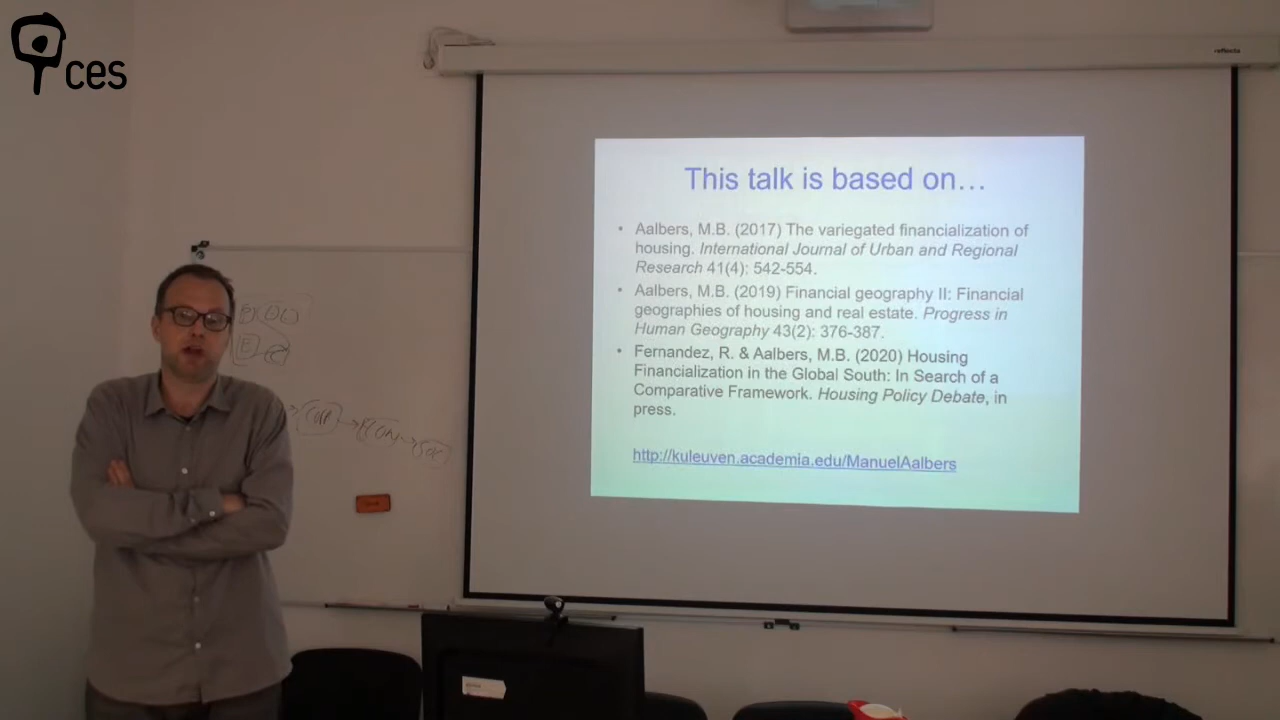 ces
reflecta
This talk is based on…
• Aalbers, M.B. (2017) The variegated financialization of
housing. International Journal of Urban and Regional
Research 41(4): 542-554.
• Aalbers, M.B. (2019) Financial geography II: Financial
geographies of housing and real estate. Progress in
Human Geography 43(2): 376-387.
• Fernandez, R. & Aalbers, M.B. (2020) Housing
Financialization in the Global South: In Search of a
Comparative Framework. Housing Policy Debate, in
press.
http://kuleuven.academia.edu/ManuelAalbers